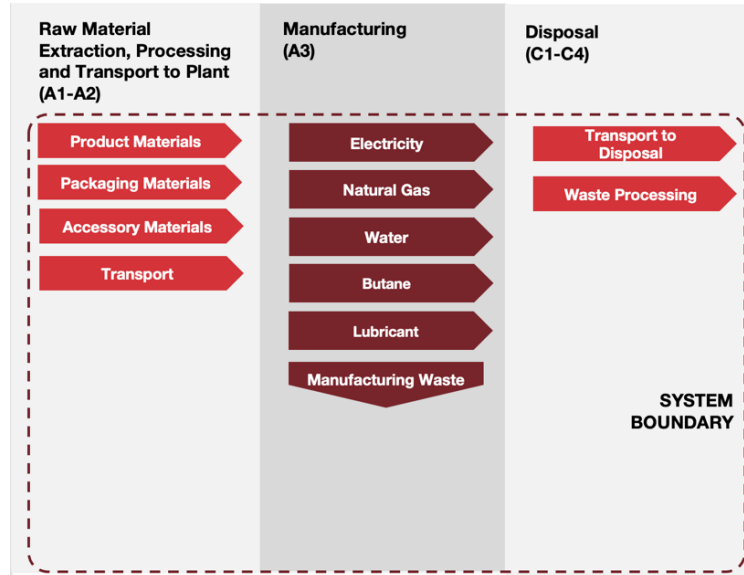 Raw Material
Extraction, Processing
and Transport to Plant
(A1-A2)
Product Materials
Packaging Materials
Accessory Materials
Transport
Manufacturing
(A3)
Electricity
Natural Gas
Water
Butane
Lubricant
Manufacturing Waste
Disposal
(C1-C4)
Transport to
Disposal
Waste Processing
SYSTEM
BOUNDARY